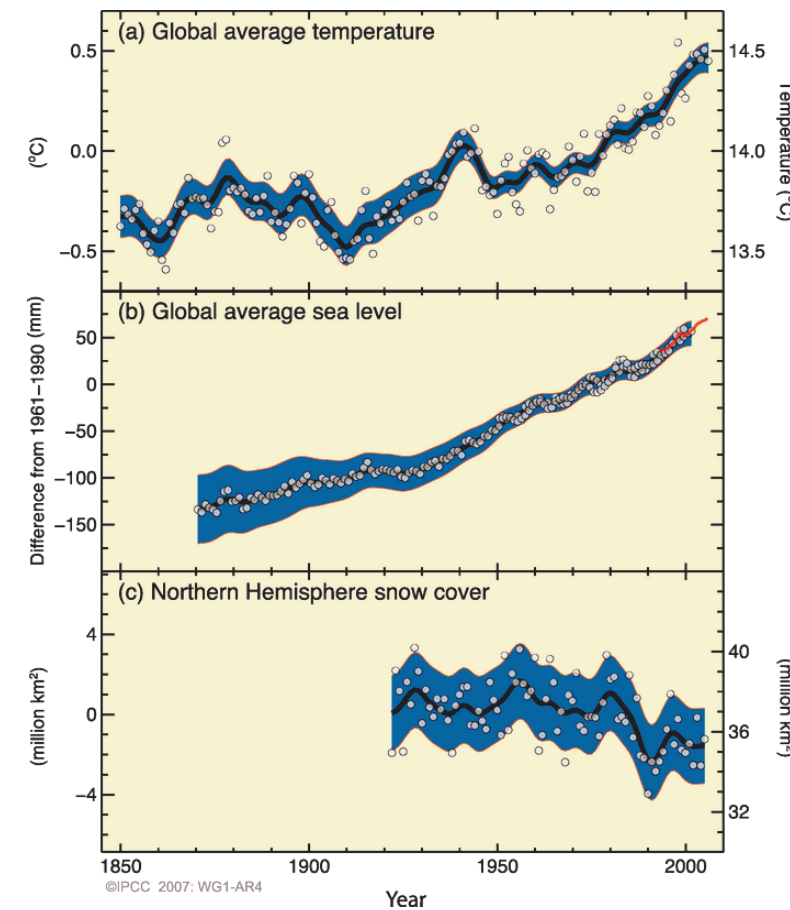 (a) Global average temperature
0.5
0.0
−0.5
(ºC)
14.5
14.0
13.5
Temperature (°C)
(b) Global average sea level
50
0
−50
−100
−150
Difference from 1961–1990
(mm)
(c) Northern Hemisphere snow cover
4
0
−4
(million km²)
40
36
32
(million km²)
1850
1900
1950
2000
©IPCC 2007: WG1-AR4
Year